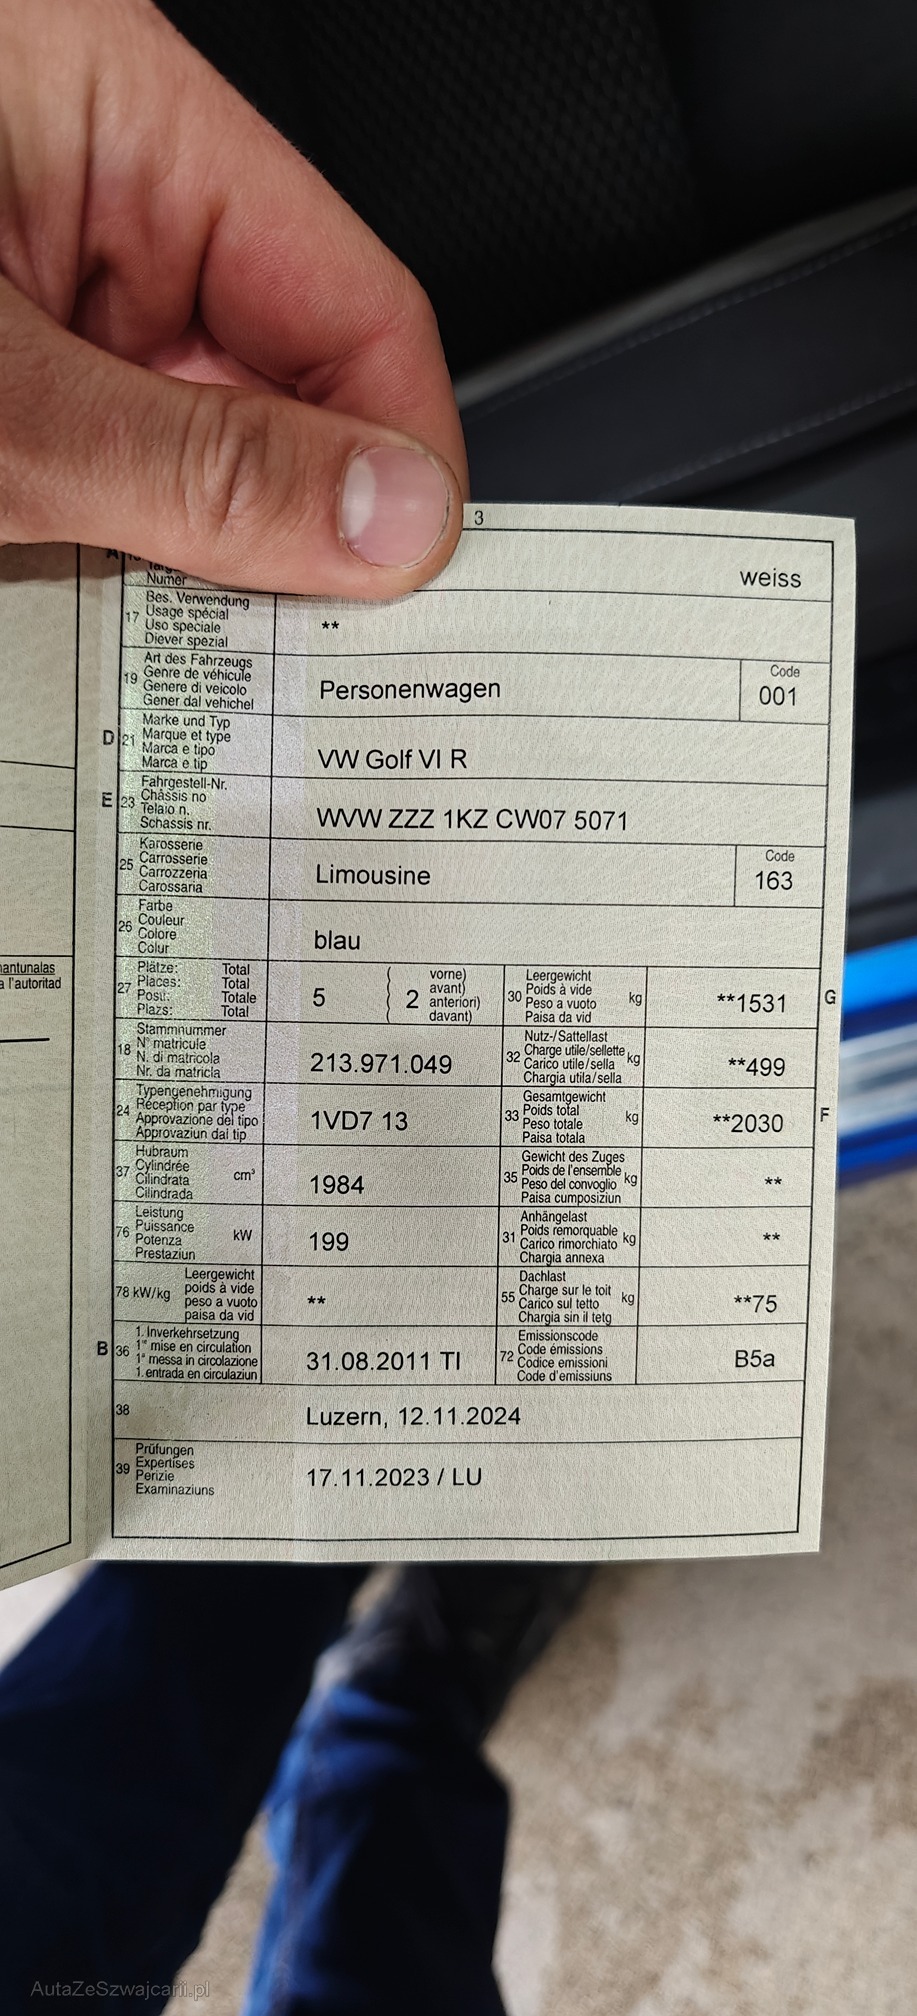 3
A
Numer
weiss
17
Bes. Verwendung
Usage spécial
Uso speciale
Diever spezial
**
19
Art des Fahrzeugs
Genre de véhicule
Genere di veicolo
Gener dal vehichel
Personenwagen
Code
001
D 21
Marke und Typ
Marque et type
Marca e tipo
Marca e tip
VW Golf VI R
E 23
Fahrgestell-Nr.
Châssis no
Telaio n.
Schassis nr.
WVW ZZZ 1KZ CW07 5071
25
Karosserie
Carrosserie
Carrozzeria
Carossaria
Limousine
Code
163
26
Farbe
Couleur
Colore
Colur
blau
antunalas
a l'autoritad
27
Plätze: Total
Places: Total
Posti: Totale
Plazs: Total
5
2
vorne)
avant)
anteriori)
davant)
30
Leergewicht
Poids à vide
Peso a vuoto
Paisa da vid
kg
**1531
G
18
Stammnummer
N° matricule
N. di matricola
Nr. da matricla
213.971.049
32
Nutz-/Sattellast
Charge utile/sellette
Carico utile/sella
Chargia utila/sella
kg
**499
24
Typengenehmigung
Réception par type
Approvazione del tipo
Approvaziun dal tip
1VD7 13
33
Gesamtgewicht
Poids total
Peso totale
Paisa totala
kg
**2030
F
37
Hubraum
Cylindrée
Cilindrata
Cilindrada
cm³
1984
35
Gewicht des Zuges
Poids de l'ensemble
Peso del convoglio
Paisa cumposiziun
kg
**
76
Leistung
Puissance
Potenza
Prestaziun
kW
199
31
Anhängelast
Poids remorquable
Carico rimorchiato
Chargia annexa
kg
**
78 kW/kg
Leergewicht
poids à vide
peso a vuoto
paisa da vid
**
55
Dachlast
Charge sur le toit
Carico sul tetto
Chargia sin il tetg
kg
**75
B 36
1. Inverkehrsetzung
1re mise en circulation
1a messa in circolazione
1. entrada en circulaziun
31.08.2011 TI
72
Emissionscode
Code émissions
Codice emissioni
Code d'emissiuns
B5a
38
Luzern, 12.11.2024
39
Prüfungen
Expertises
Perizie
Examinaziuns
17.11.2023 / LU
AutaZeSzwajcarii.pl